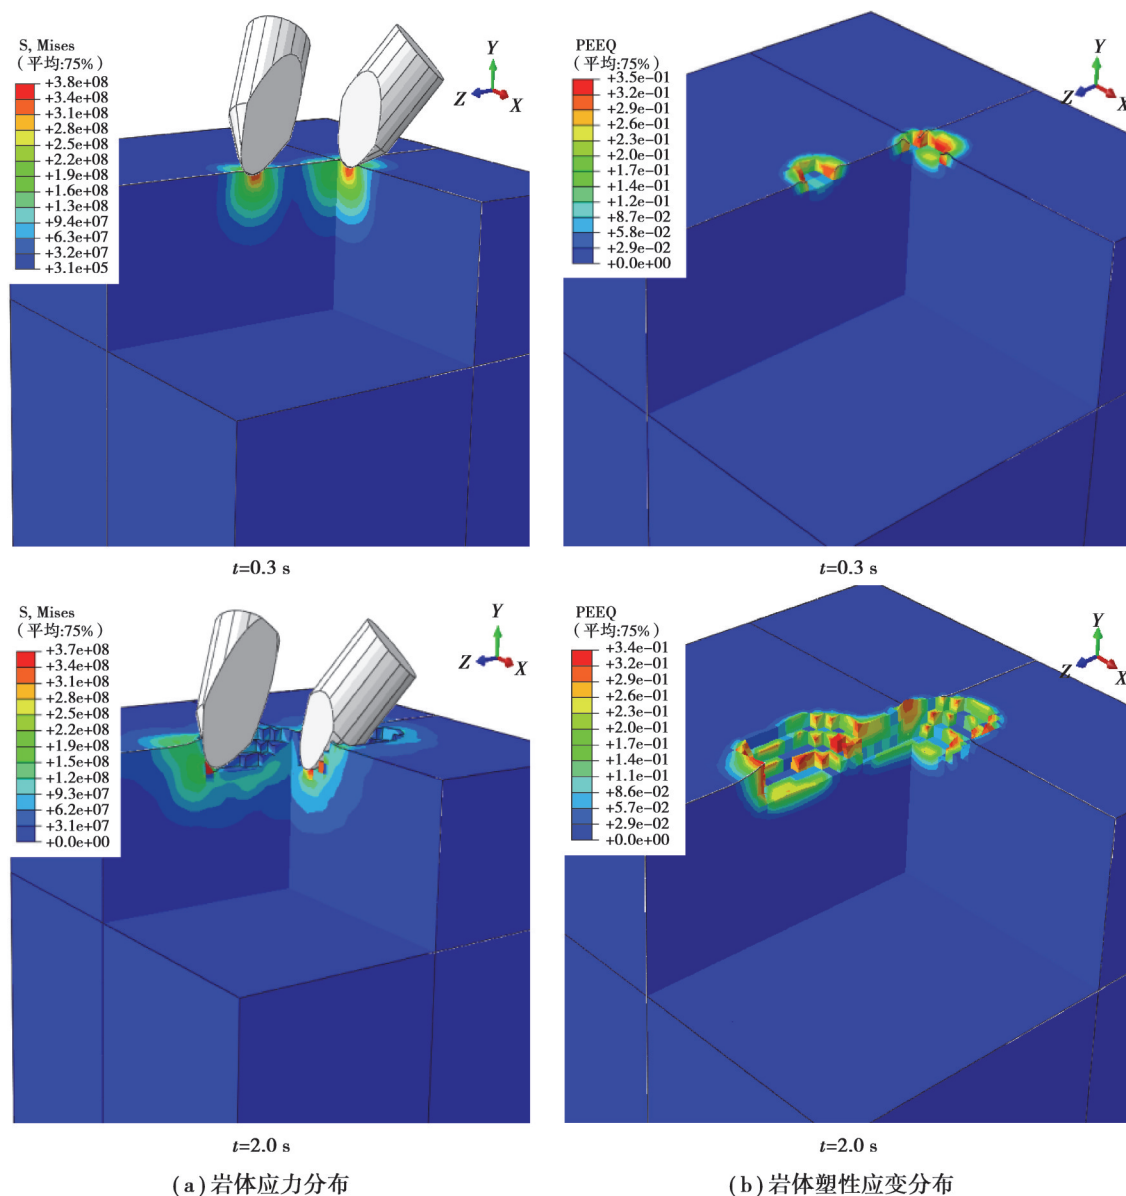 S, Mises
（平均:75%）
+3.8e+08
+3.4e+08
+3.1e+08
+2.8e+08
+2.5e+08
+2.2e+08
+1.9e+08
+1.6e+08
+1.3e+08
+9.4e+07
+6.3e+07
+3.2e+07
+3.1e+05
Y
Z
X
t=0.3 s
PEEQ
（平均:75%）
+3.5e-01
+3.2e-01
+2.9e-01
+2.6e-01
+2.3e-01
+2.0e-01
+1.7e-01
+1.4e-01
+1.2e-01
+8.7e-02
+5.8e-02
+2.9e-02
+0.0e+00
Y
Z
X
t=0.3 s
S, Mises
（平均:75%）
+3.7e+08
+3.4e+08
+3.1e+08
+2.8e+08
+2.5e+08
+2.2e+08
+1.9e+08
+1.5e+08
+1.2e+08
+9.3e+07
+6.2e+07
+3.1e+07
+0.0e+00
Y
Z
X
t=2.0 s
PEEQ
（平均:75%）
+3.4e-01
+3.2e-01
+2.9e-01
+2.6e-01
+2.3e-01
+2.0e-01
+1.7e-01
+1.4e-01
+1.1e-01
+8.6e-02
+5.7e-02
+2.9e-02
+0.0e+00
Y
Z
X
t=2.0 s
(a)岩体应力分布
(b)岩体塑性应变分布